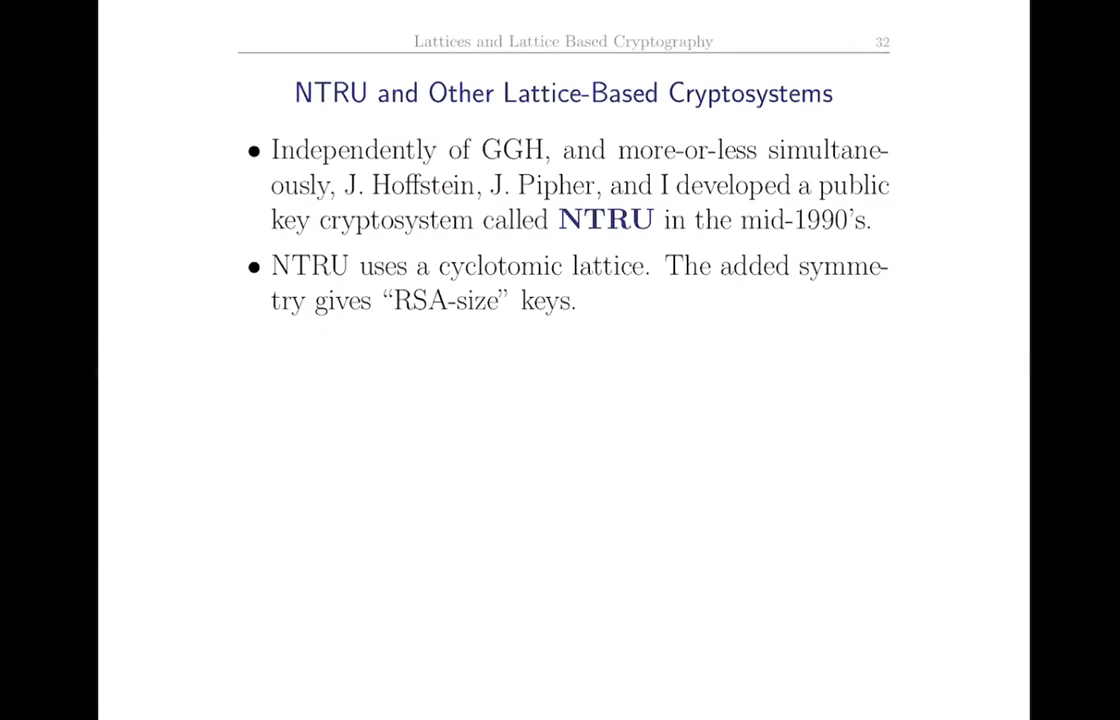 Lattices and Lattice Based Cryptography 32
NTRU and Other Lattice-Based Cryptosystems
• Independently of GGH, and more-or-less simultane-
ously, J. Hoffstein, J. Pipher, and I developed a public
key cryptosystem called NTRU in the mid-1990’s.
• NTRU uses a cyclotomic lattice. The added symme-
try gives “RSA-size” keys.